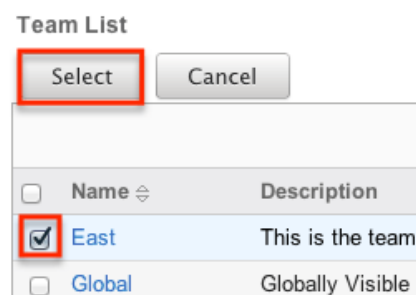 Team List
Select Cancel
Name Description
East This is the team
Global Globally Visible